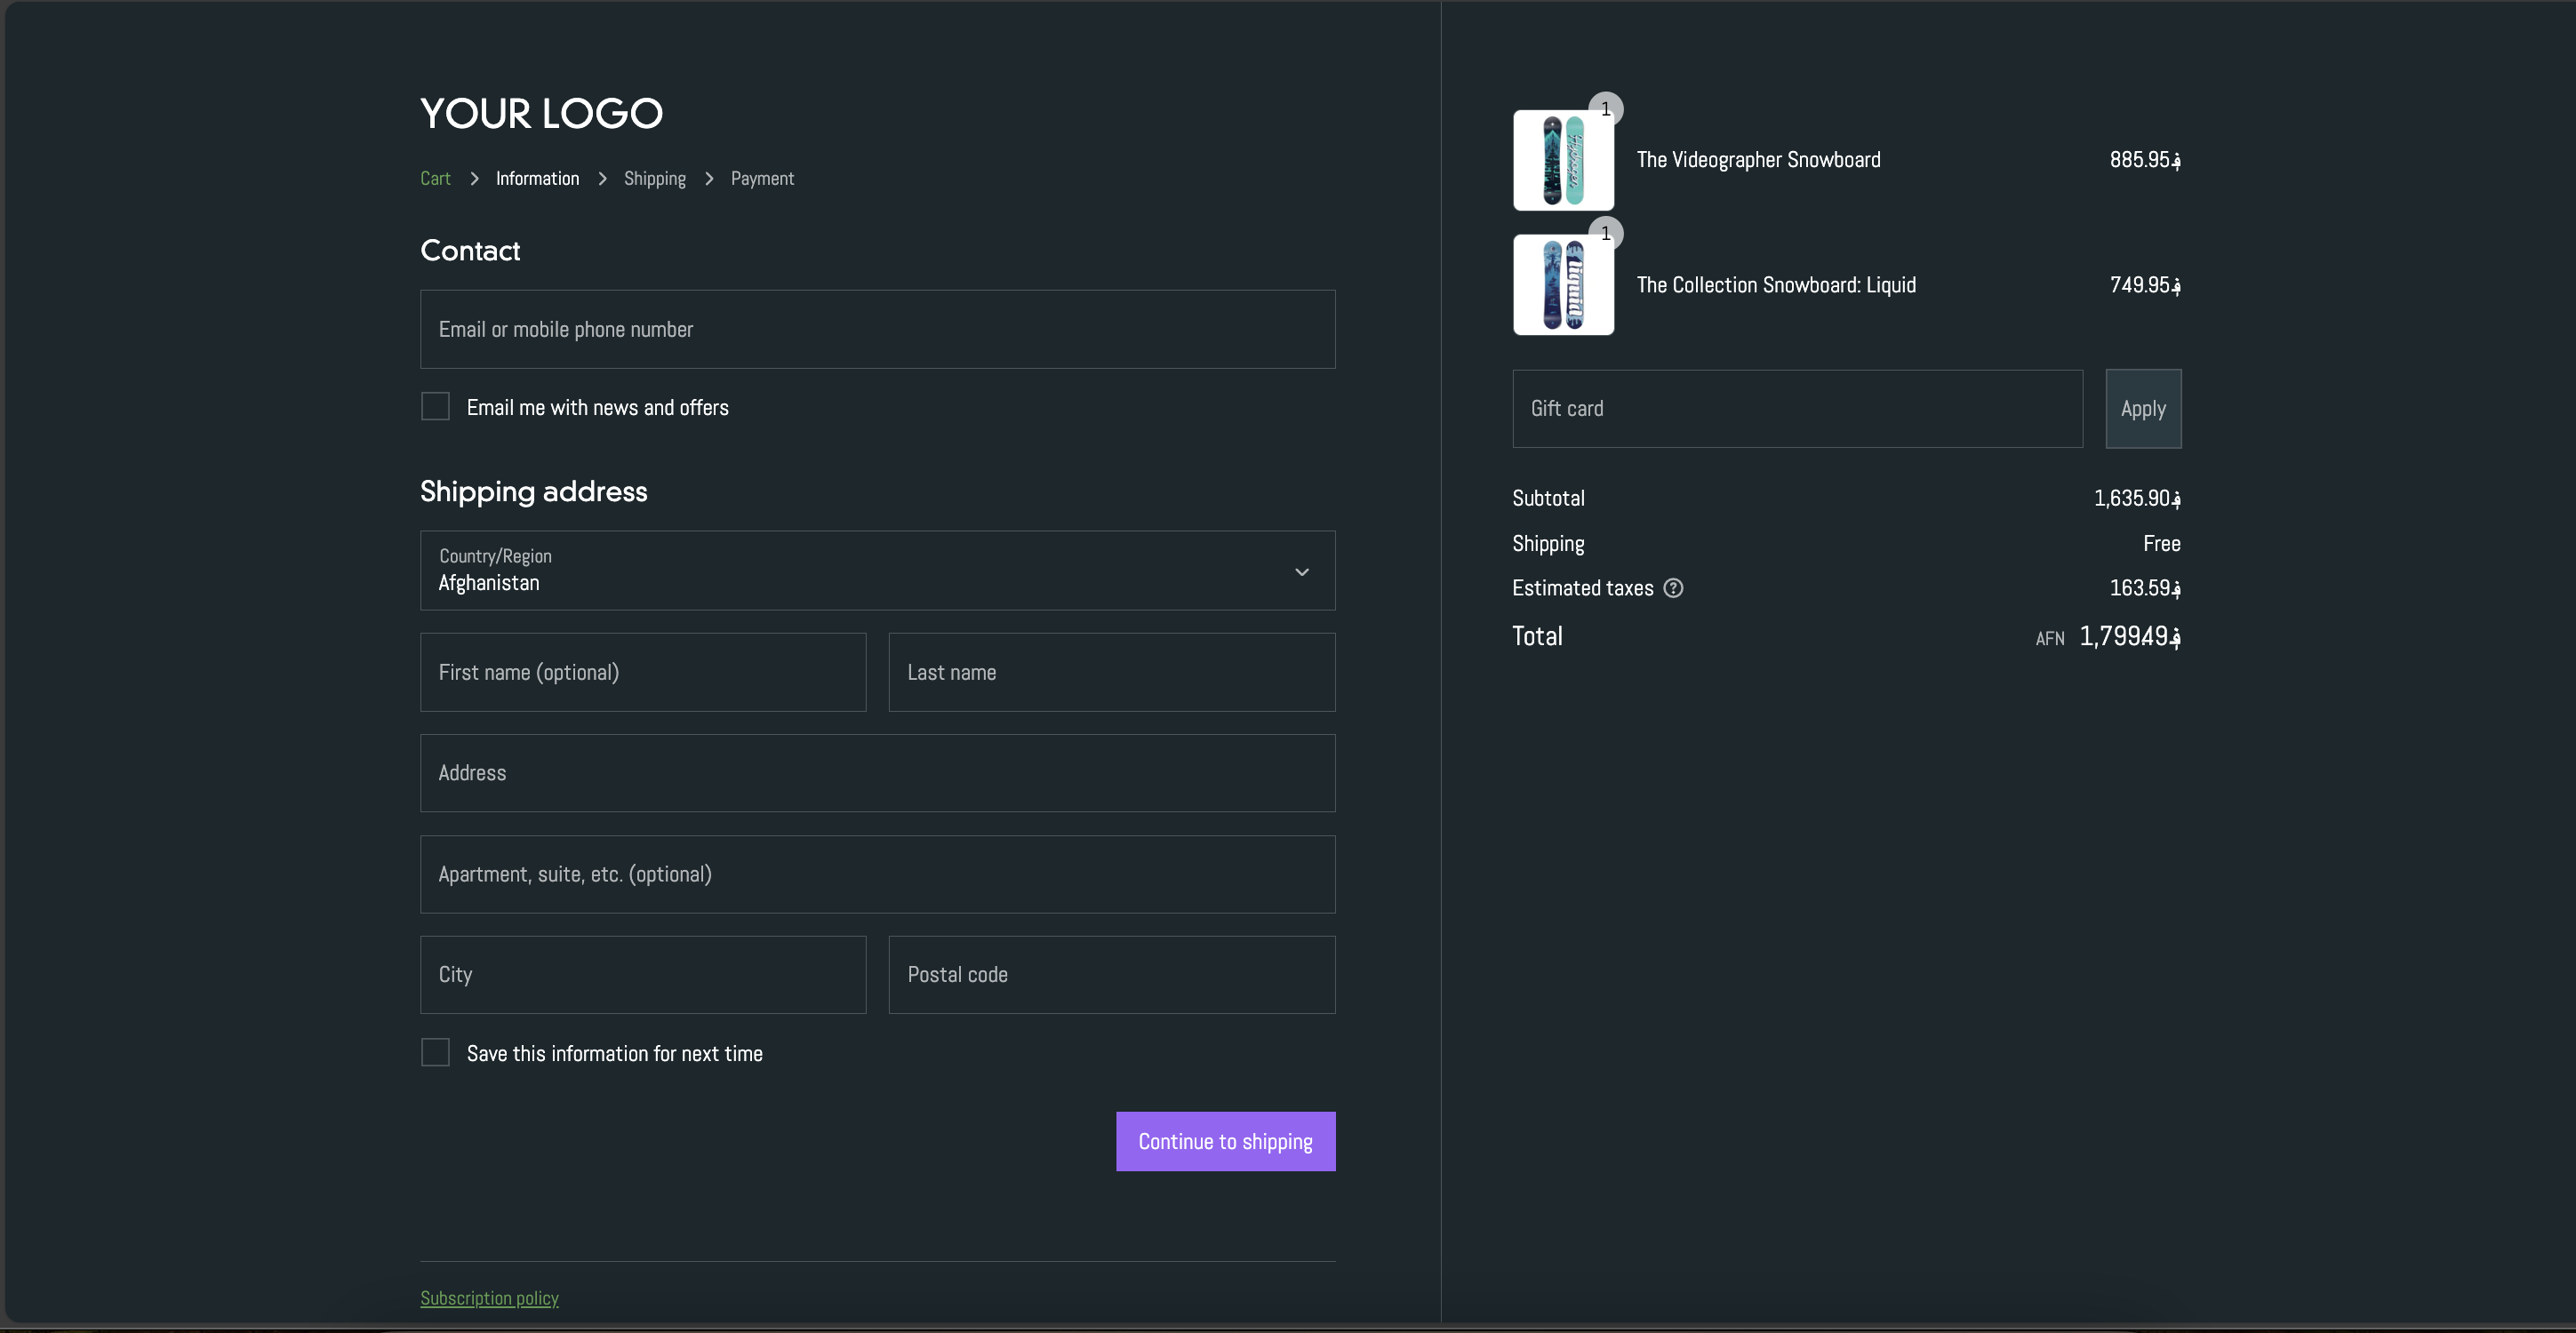 YOUR LOGO
Cart > Information > Shipping > Payment
Contact
Email or mobile phone number
Email me with news and offers
Shipping address
Country/Region
Afghanistan
First name (optional) Last name
Address
Apartment, suite, etc. (optional)
City Postal code
Save this information for next time
Continue to shipping
Subscription policy
1
The Videographer Snowboard 885.95؋
1
liquid
The Collection Snowboard: Liquid 749.95؋
Gift card Apply
Subtotal 1,635.90؋
Shipping Free
Estimated taxes ? 163.59؋
Total AFN 1,799.49؋